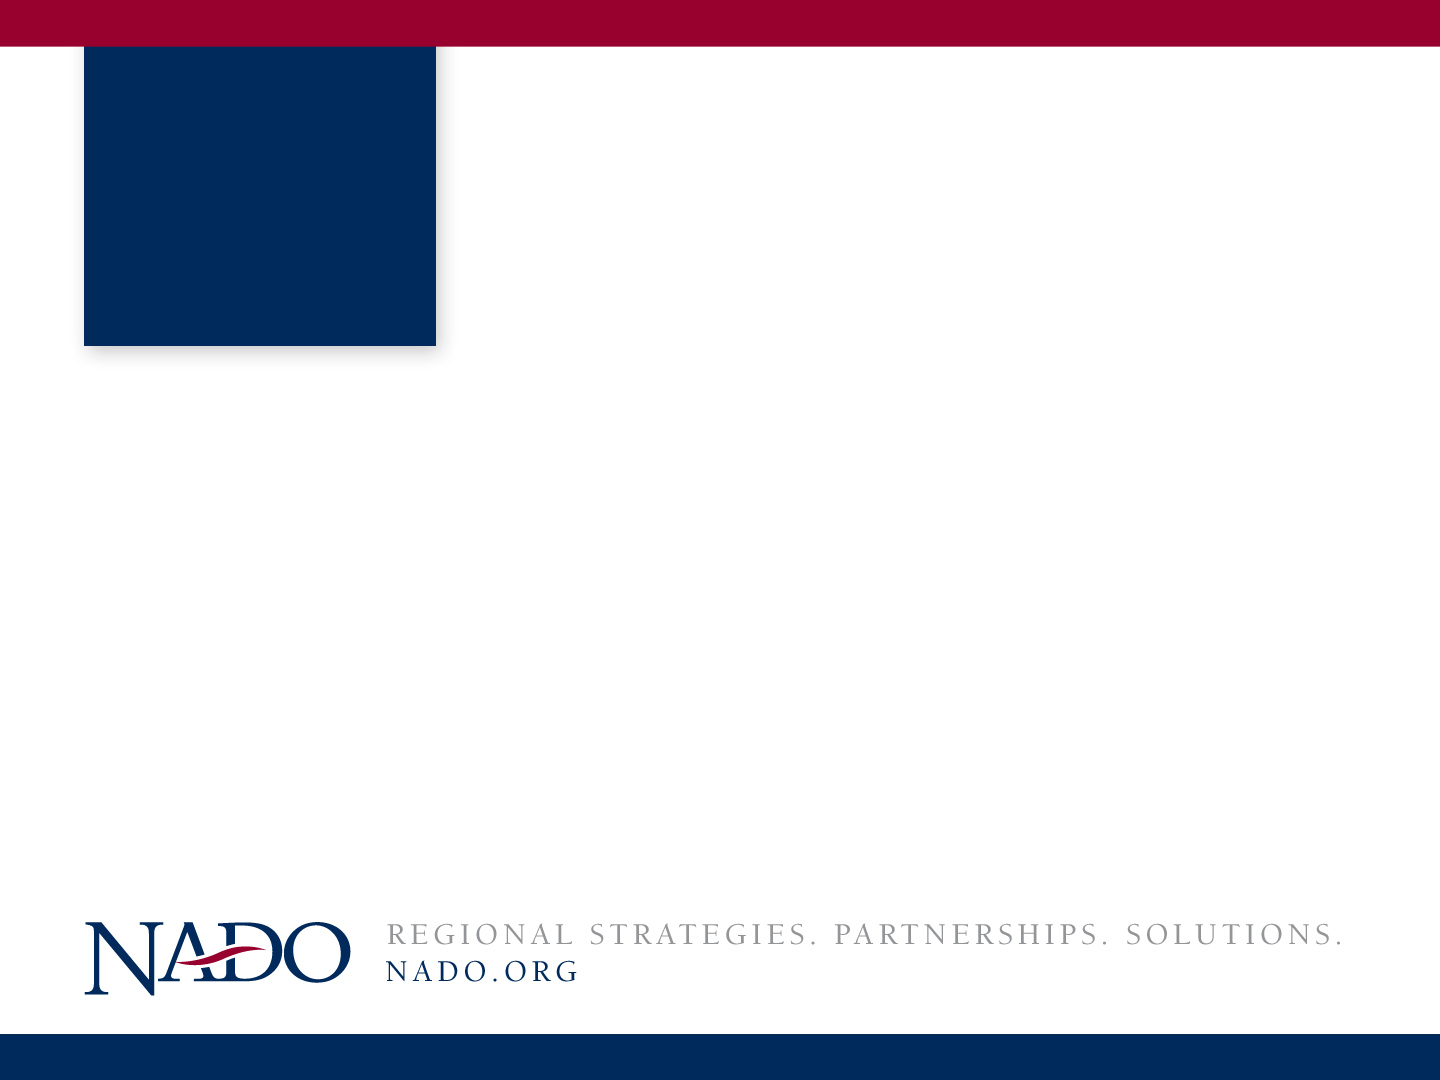 NADO
REGIONAL STRATEGIES. PARTNERSHIPS. SOLUTIONS.
NADO.ORG